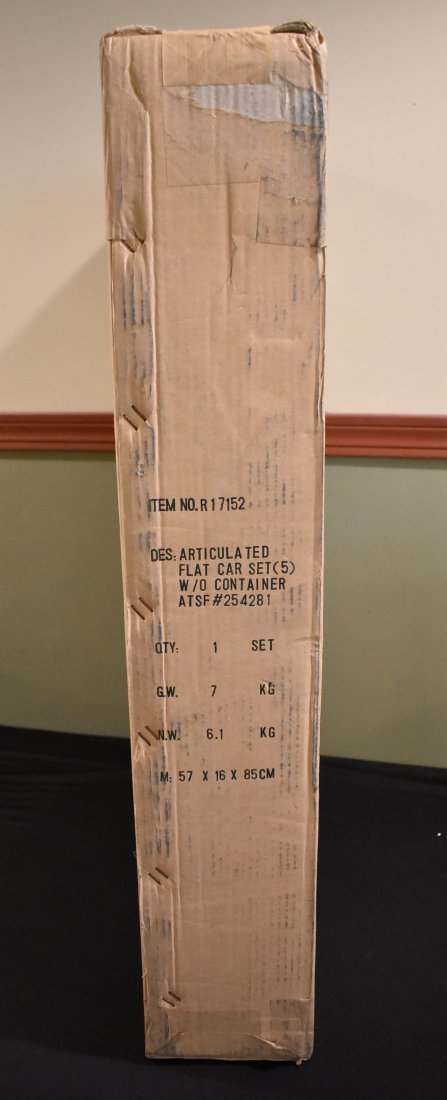 ITEM NO. R17152
DES: ARTICULATED
FLAT CAR SET(5)
W/O CONTAINER
ATSF #254281
QTY: 1 SET
G.W. 7 KG
N.W. 6.1 KG
M: 57 X 16 X 85CM